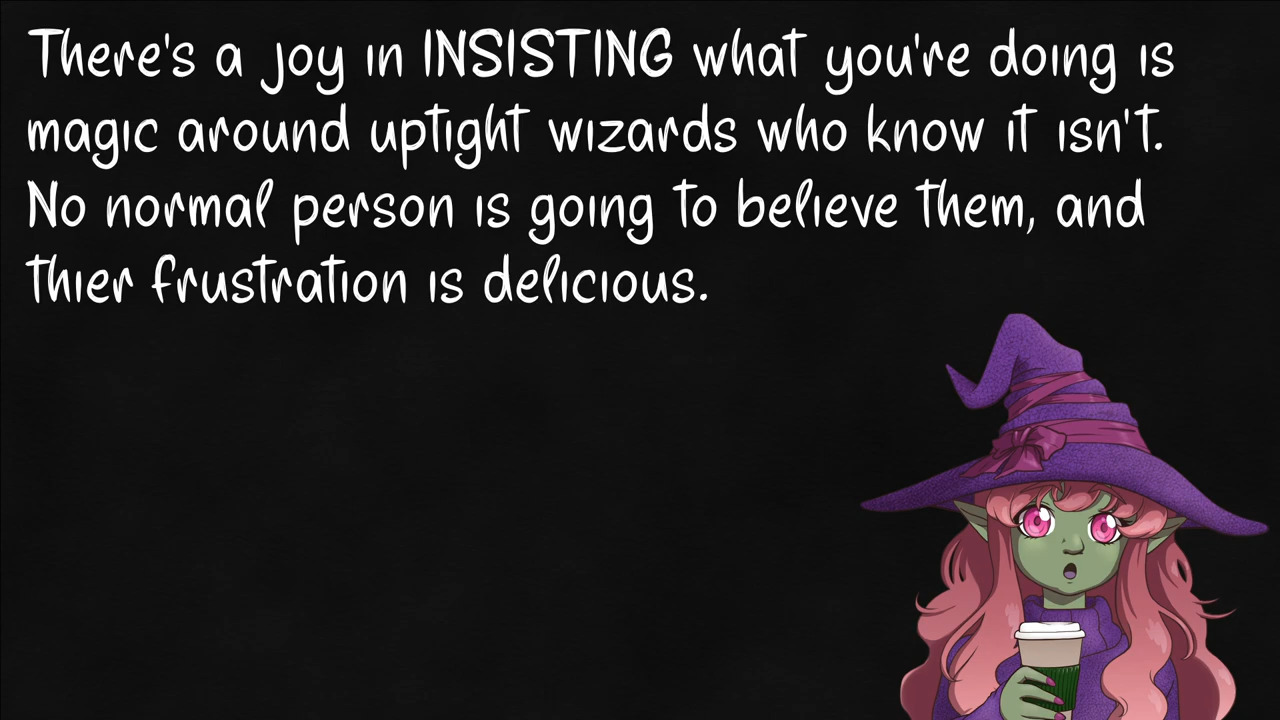 There's a joy in INSISTING what you're doing is
magic around uptight wizards who know it isn't.
No normal person is going to believe them, and
thier frustration is delicious.